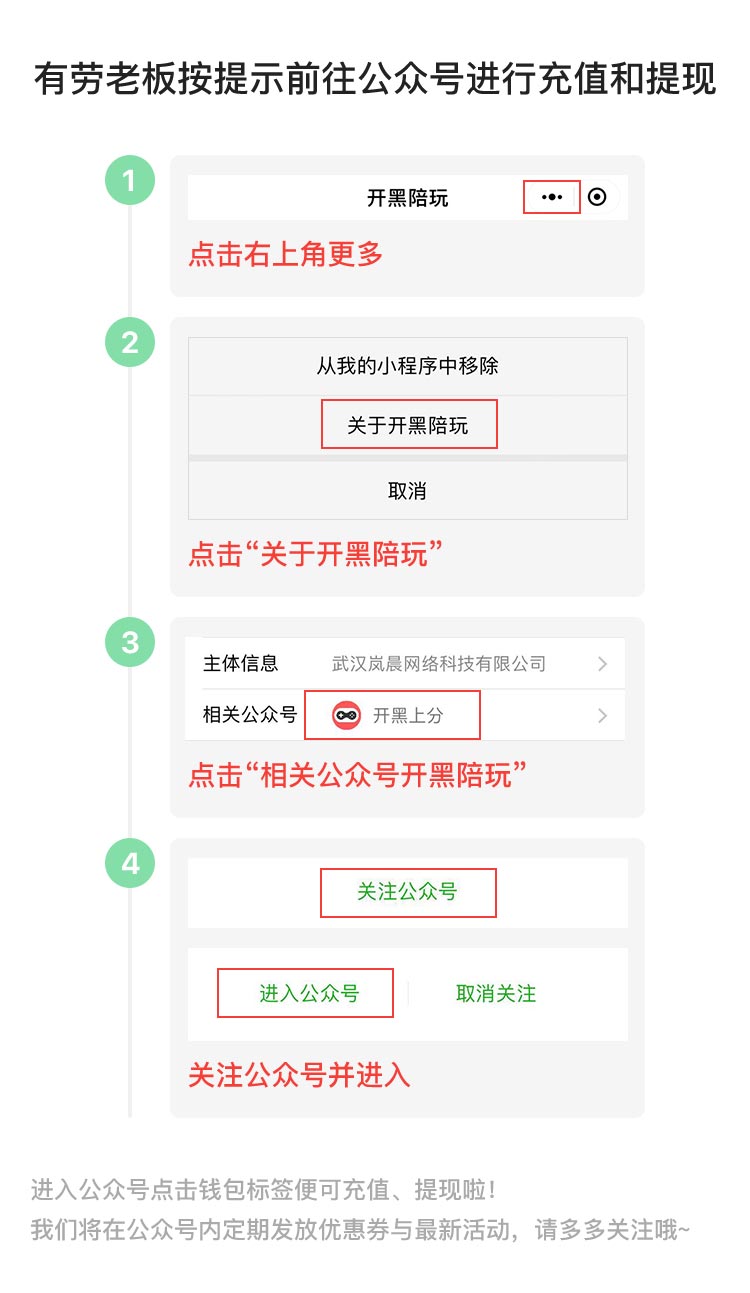 有劳老板按提示前往公众号进行充值和提现
1
开黑陪玩
点击右上角更多
2
从我的小程序中移除
关于开黑陪玩
取消
点击“关于开黑陪玩”
3
主体信息 武汉岚晨网络科技有限公司
相关公众号 开黑上分
点击“相关公众号开黑陪玩”
4
关注公众号
进入公众号 取消关注
关注公众号并进入
进入公众号点击钱包标签便可充值、提现啦！
我们将在公众号内定期发放优惠券与最新活动，请多多关注哦~